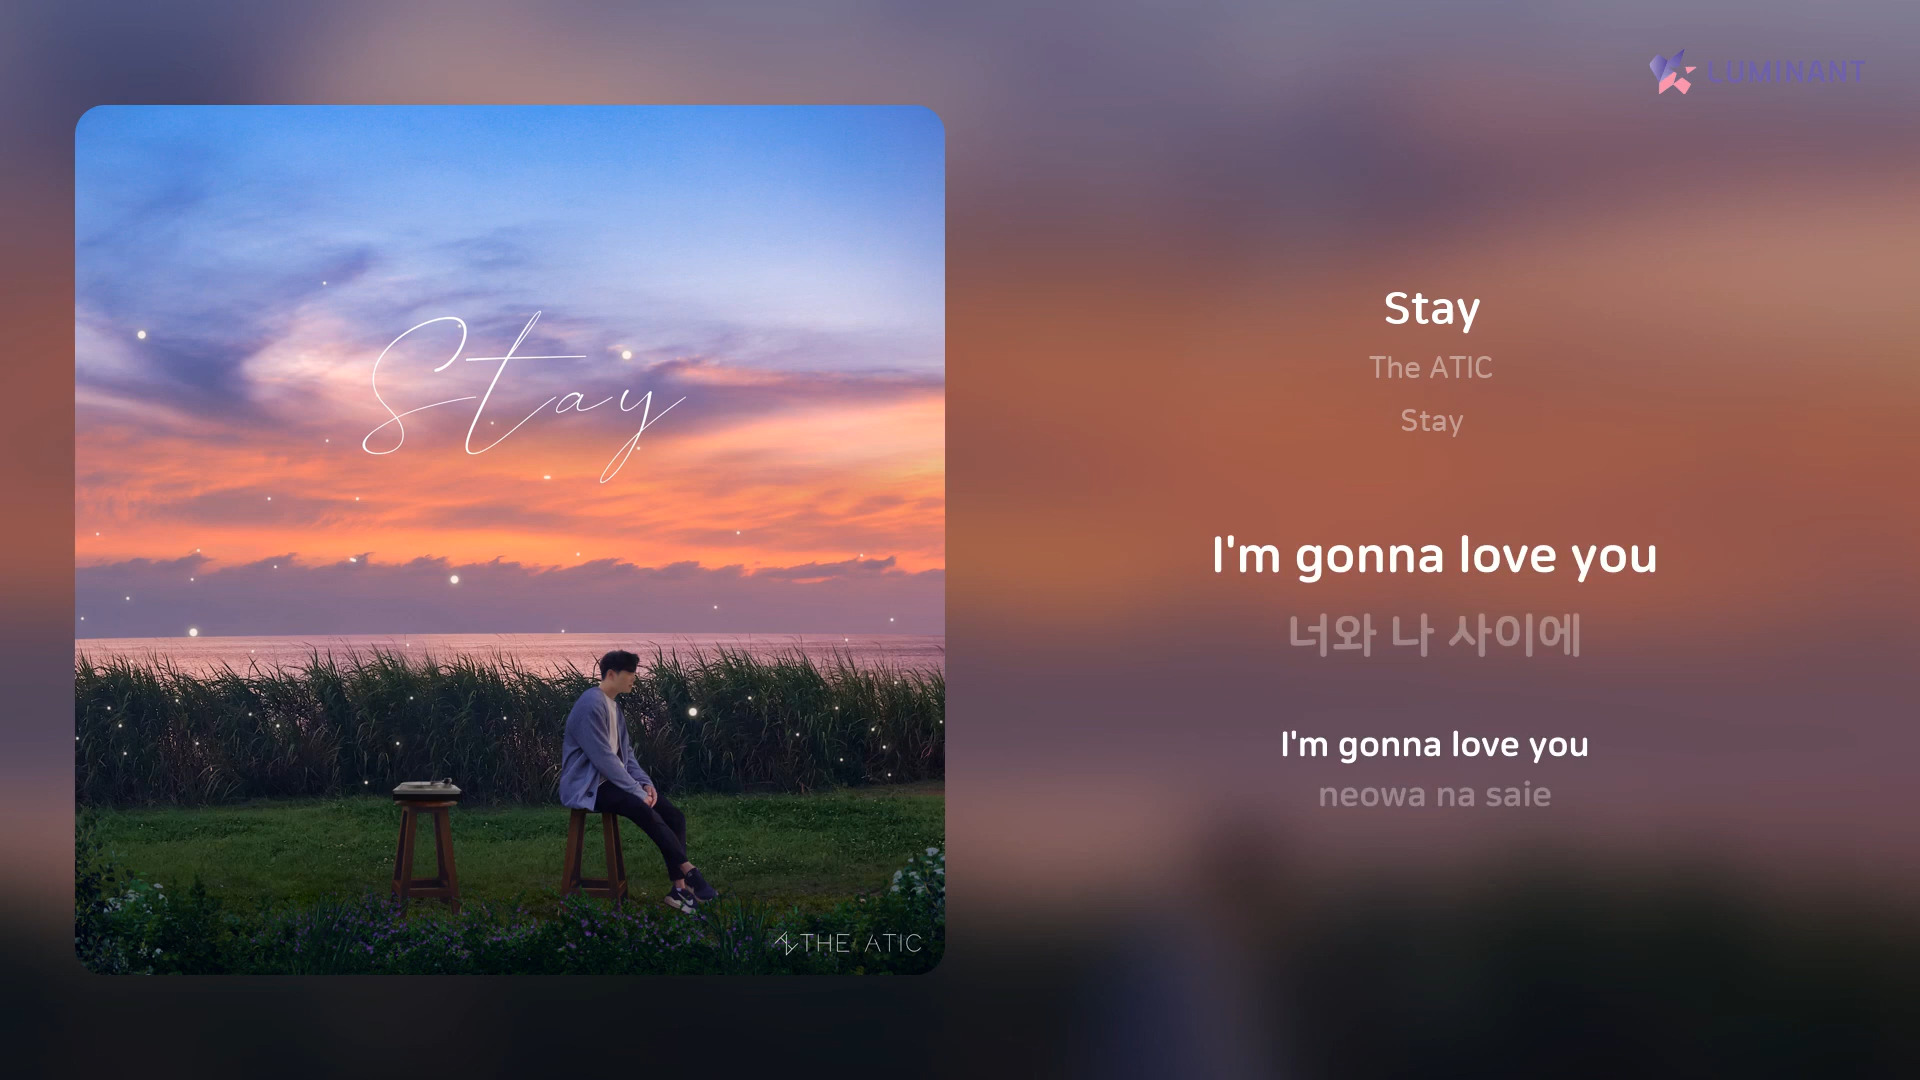 LUMINANT
Stay
THE ATIC
Stay
The ATIC
Stay
I'm gonna love you
너와 나 사이에
I'm gonna love you
neowa na saie